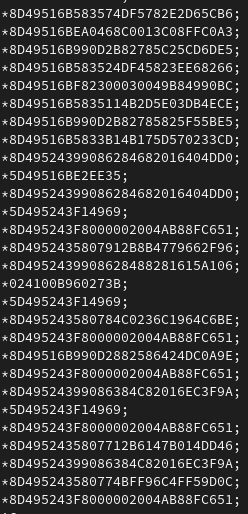 *8D49516B583574DF5782E2D65CB6;
*8D49516BEA0468C0013C08FFC0A3;
*8D49516B990D2B82785C25CD6DE5;
*8D49516B583524DF45823EE68266;
*8D49516BF82300030049B84990BC;
*8D49516B5835114B2D5E03DB4ECE;
*8D49516B990D2B82785825F55BE5;
*8D49516B5833B14B175D570233CD;
*8D49524399086284682016404DD0;
*5D49516BE2EE35;
*8D49524399086284682016404DD0;
*5D495243F14969;
*8D495243F8000002004AB88FC651;
*8D4952435807912B8B4779662F96;
*8D4952439908628488281615A106;
*024100B960273B;
*5D495243F14969;
*8D495243580784C0236C1964C6BE;
*8D495243F8000002004AB88FC651;
*8D49516B990D2882586424DC0A9E;
*8D495243F8000002004AB88FC651;
*8D49524399086384C82016EC3F9A;
*5D495243F14969;
*8D495243F8000002004AB88FC651;
*8D4952435807712B6147B014DD46;
*8D49524399086384C82016EC3F9A;
*8D495243580774BFF96C4FF59D0C;
*8D495243F8000002004AB88FC651;